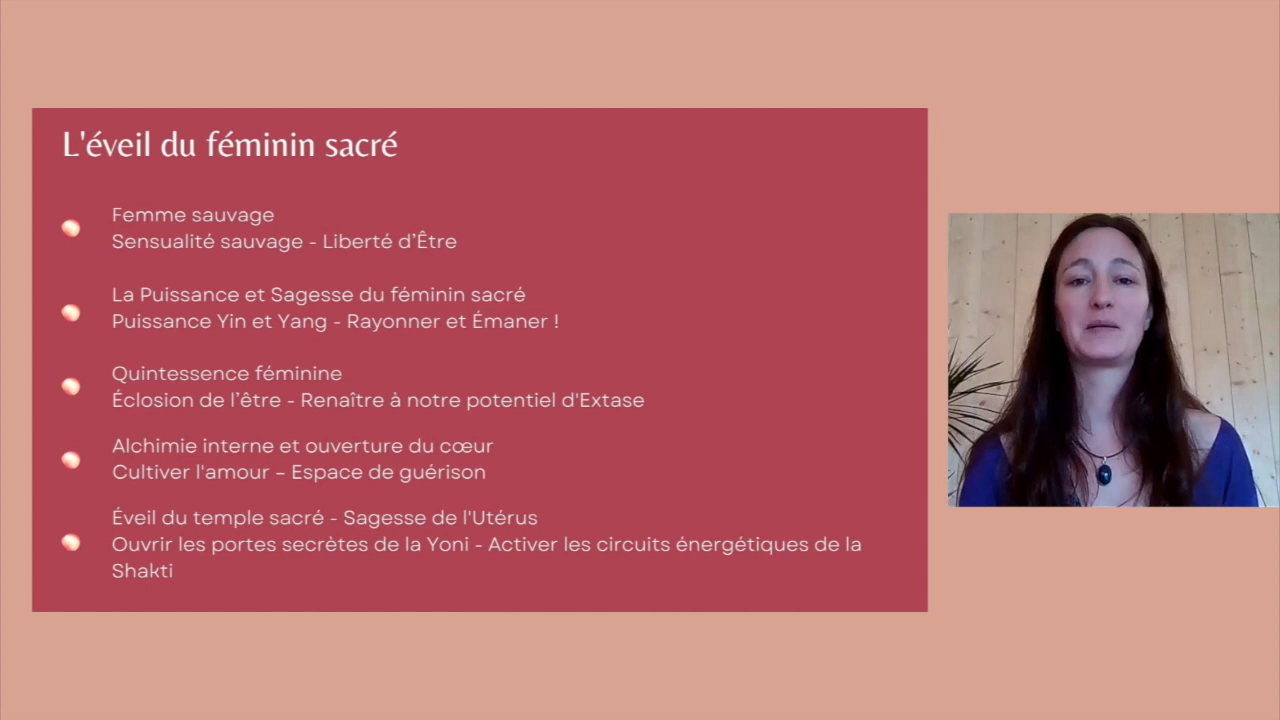 L'éveil du féminin sacré
Femme sauvage
Sensualité sauvage - Liberté d’Être
La Puissance et Sagesse du féminin sacré
Puissance Yin et Yang - Rayonner et Émaner !
Quintessence féminine
Éclosion de l’être - Renaître à notre potentiel d'Extase
Alchimie interne et ouverture du cœur
Cultiver l'amour – Espace de guérison
Éveil du temple sacré - Sagesse de l'Utérus
Ouvrir les portes secrètes de la Yoni - Activer les circuits énergétiques de la
Shakti